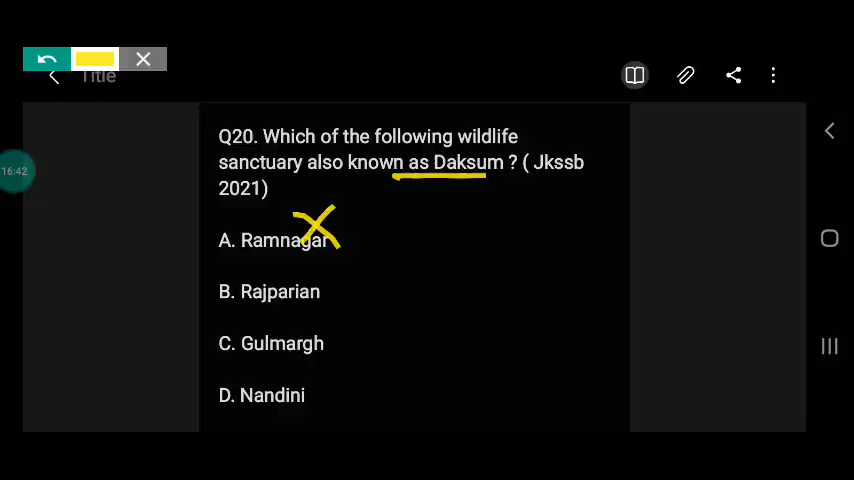 Title
16:42
Q20. Which of the following wildlife
sanctuary also known as Daksum ? ( Jkssb
2021)
A. Ramnagar
B. Rajparian
C. Gulmargh
D. Nandini